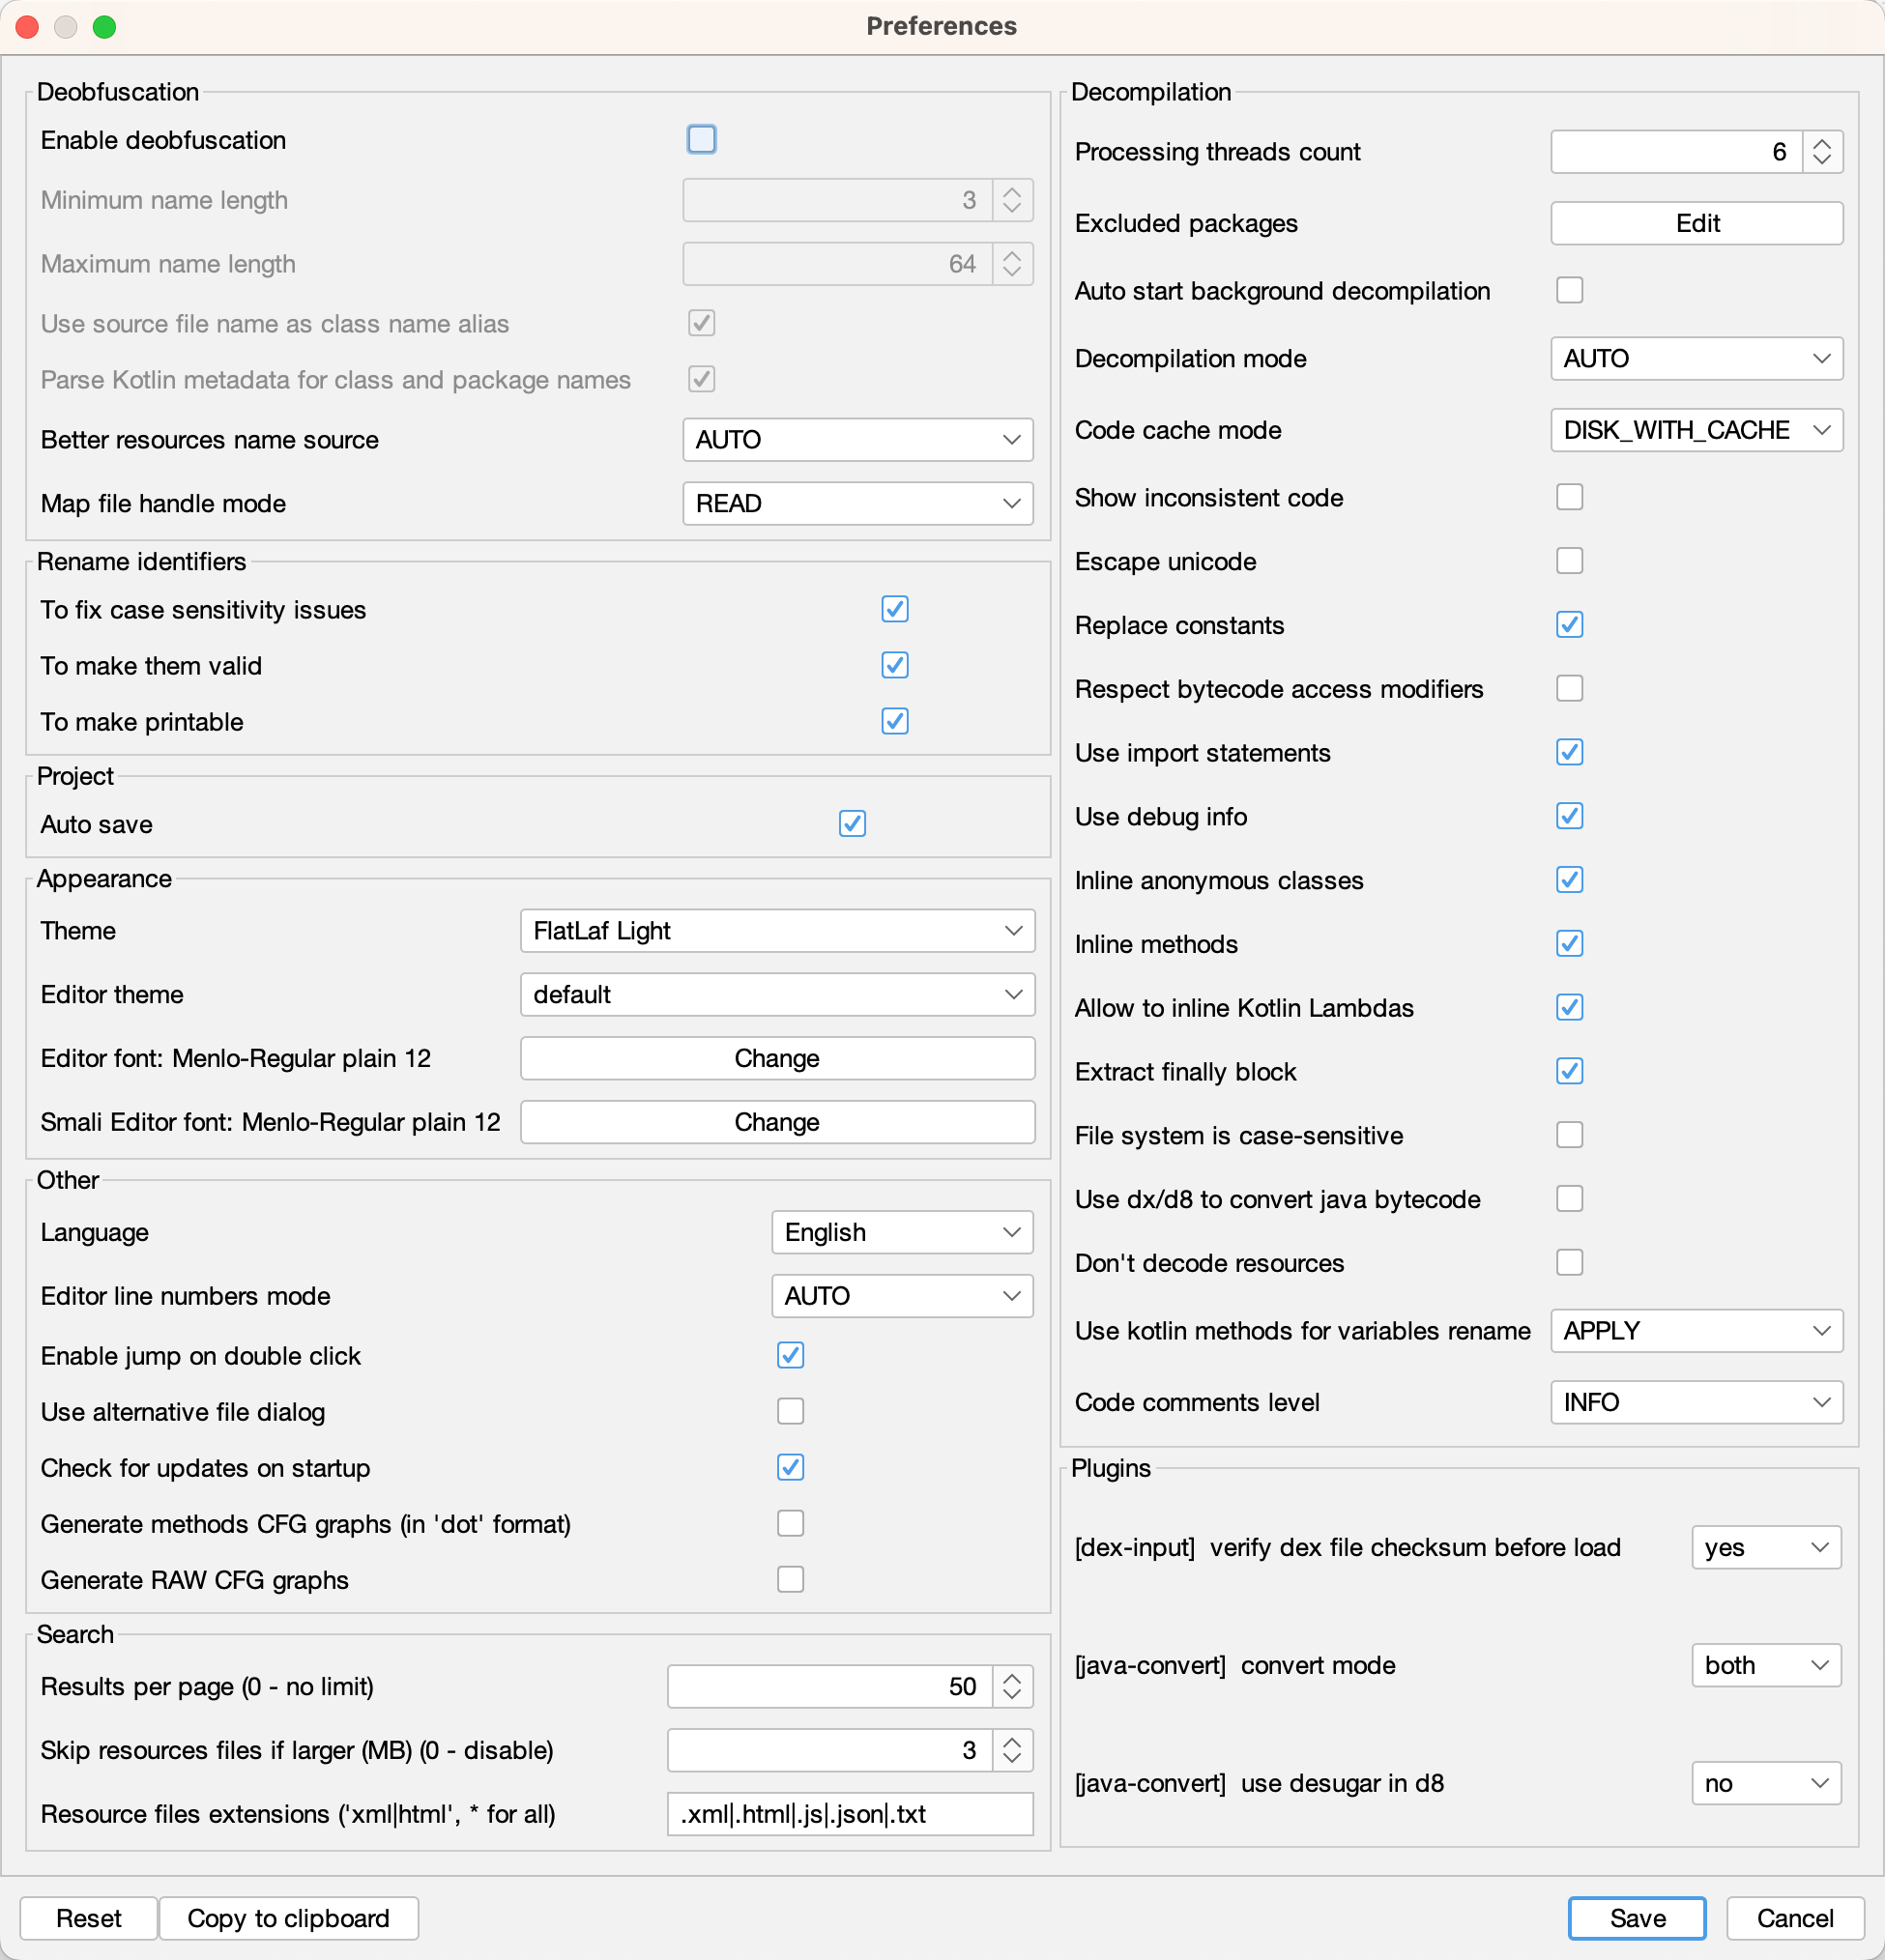 Preferences
Deobfuscation
Enable deobfuscation
Minimum name length 3
Maximum name length 64
Use source file name as class name alias
Parse Kotlin metadata for class and package names
Better resources name source AUTO
Map file handle mode READ
Rename identifiers
To fix case sensitivity issues
To make them valid
To make printable
Project
Auto save
Appearance
Theme FlatLaf Light
Editor theme default
Editor font: Menlo-Regular plain 12 Change
Smali Editor font: Menlo-Regular plain 12 Change
Other
Language English
Editor line numbers mode AUTO
Enable jump on double click
Use alternative file dialog
Check for updates on startup
Generate methods CFG graphs (in 'dot' format)
Generate RAW CFG graphs
Search
Results per page (0 - no limit) 50
Skip resources files if larger (MB) (0 - disable) 3
Resource files extensions ('xml|html', * for all) .xml|.html|.js|.json|.txt
Decompilation
Processing threads count 6
Excluded packages Edit
Auto start background decompilation
Decompilation mode AUTO
Code cache mode DISK_WITH_CACHE
Show inconsistent code
Escape unicode
Replace constants
Respect bytecode access modifiers
Use import statements
Use debug info
Inline anonymous classes
Inline methods
Allow to inline Kotlin Lambdas
Extract finally block
File system is case-sensitive
Use dx/d8 to convert java bytecode
Don't decode resources
Use kotlin methods for variables rename APPLY
Code comments level INFO
Plugins
[dex-input] verify dex file checksum before load yes
[java-convert] convert mode both
[java-convert] use desugar in d8 no
Reset Copy to clipboard Save Cancel